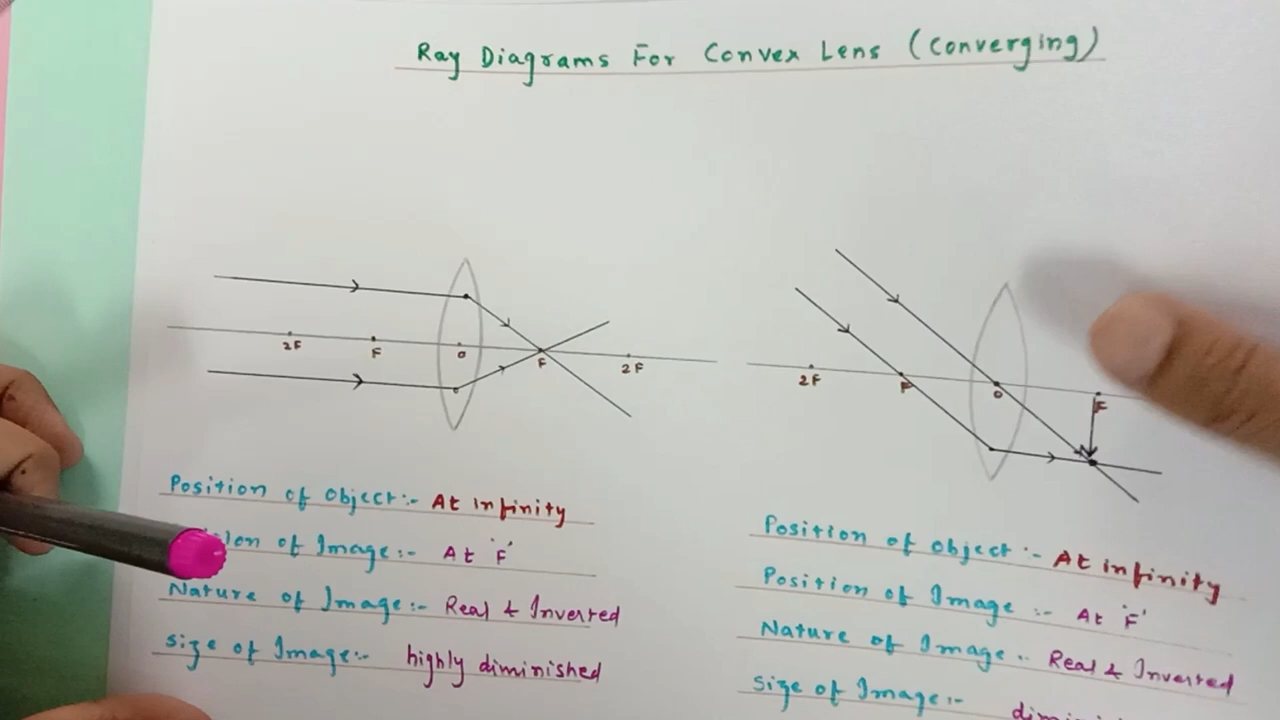 Ray Diagrams For Convex Lens (Converging)
2F F O F 2F
2F F O F
Position of Object:- At infinity
of Image:- At 'F'
Nature of Image:- Real & Inverted
Size of Image:- highly diminished
Position of Object:- At infinity
Position of Image:- At 'F'
Nature of Image:- Real & Inverted
Size of Image:-